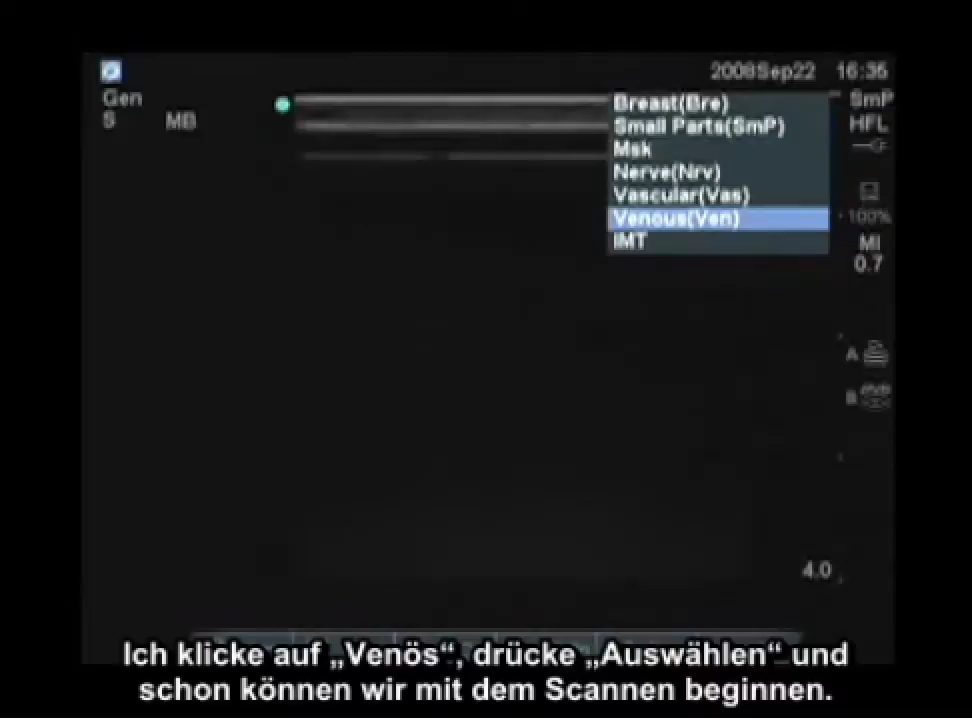 2008Sep22 16:35
Gen
S MB
Breast(Bre)
Small Parts(SmP)
Msk
Nerve(Nrv)
Vascular(Vas)
Venous(Ven)
IMT
SmP
HFL
100%
MI
0.7
A
B
4.0
Ich klicke auf „Venös“, drücke „Auswählen“ und
schon können wir mit dem Scannen beginnen.